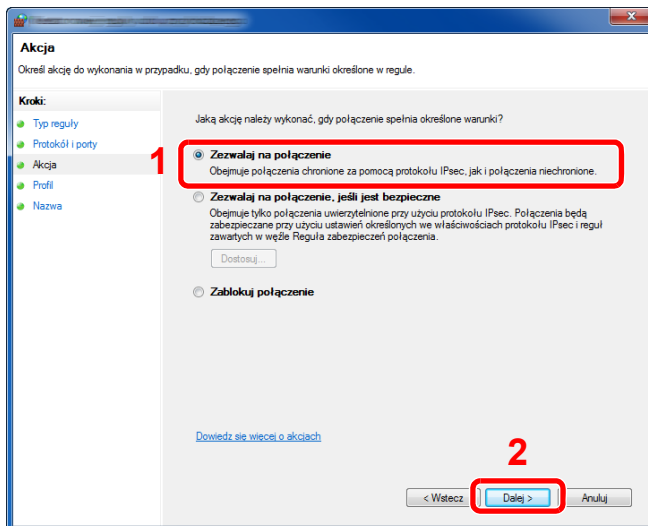 Akcja
Określ akcję do wykonania w przypadku, gdy połączenie spełnia warunki określone w regule.
Kroki:
Typ reguły
Protokół i porty
Akcja
Profil
Nazwa
Jaką akcję należy wykonać, gdy połączenie spełnia określone warunki?
1
Zezwalaj na połączenie
Obejmuje połączenia chronione za pomocą protokołu IPsec, jak i połączenia niechronione.
Zezwalaj na połączenie, jeśli jest bezpieczne
Obejmuje tylko połączenia uwierzytelnione przy użyciu protokołu IPsec. Połączenia będą
zabezpieczane przy użyciu ustawień określonych we właściwościach protokołu IPsec i reguł
zawartych w węźle Reguła zabezpieczeń połączenia.
Dostosuj...
Zablokuj połączenie
Dowiedz się więcej o akcjach
2
< Wstecz
Dalej >
Anuluj